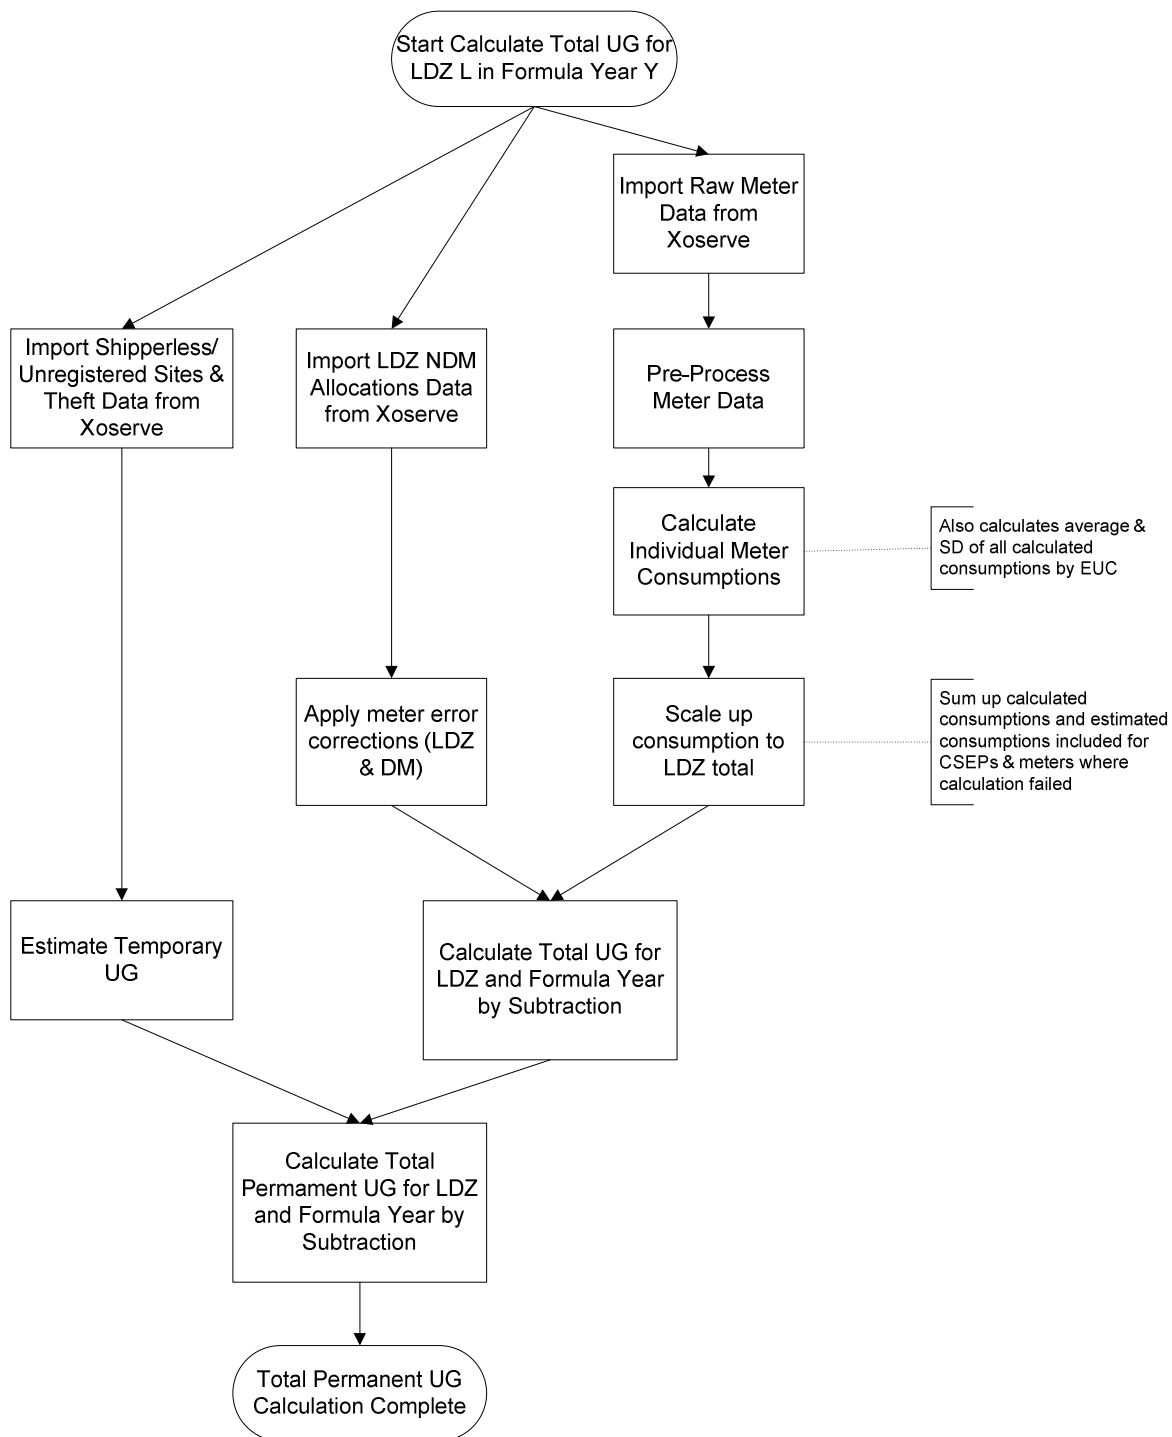 Start Calculate Total UG for
LDZ L in Formula Year Y
Import Raw Meter
Data from
Xoserve
Import Shipperless/
Unregistered Sites &
Theft Data from
Xoserve
Import LDZ NDM
Allocations Data
from Xoserve
Pre-Process
Meter Data
Calculate
Individual Meter
Consumptions
Also calculates average &
SD of all calculated
consumptions by EUC
Apply meter error
corrections (LDZ
& DM)
Scale up
consumption to
LDZ total
Sum up calculated
consumptions and estimated
consumptions included for
CSEPs & meters where
calculation failed
Estimate Temporary
UG
Calculate Total UG for
LDZ and Formula Year
by Subtraction
Calculate Total
Permament UG for LDZ
and Formula Year by
Subtraction
Total Permanent UG
Calculation Complete